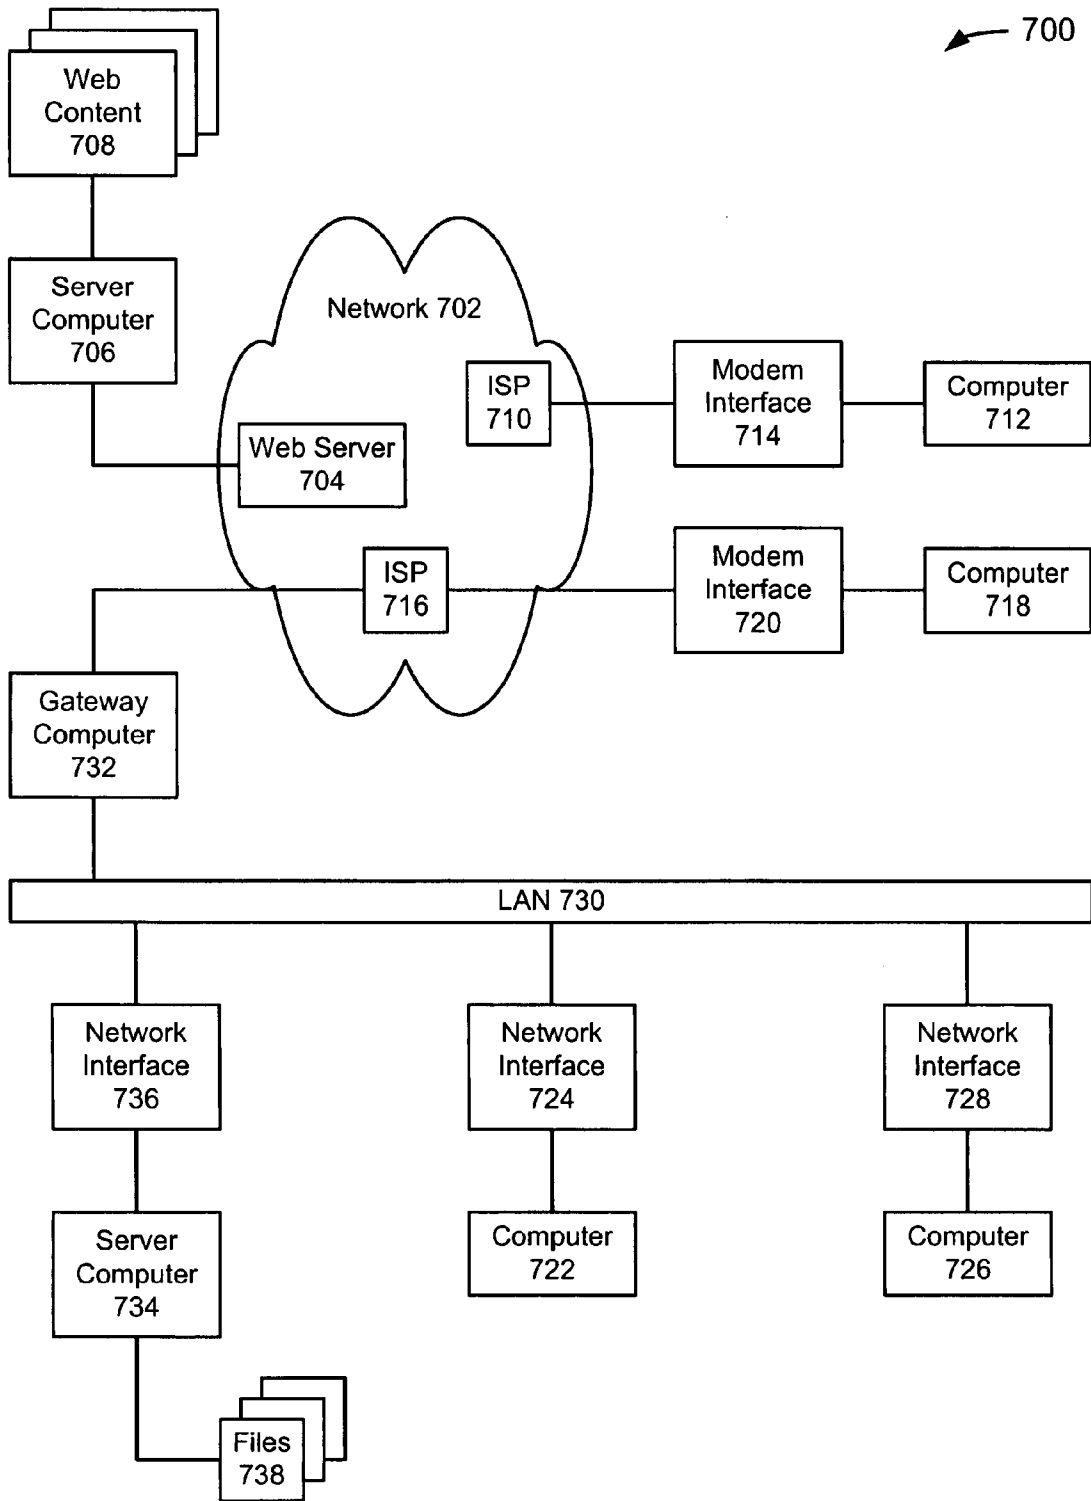 700
Web
Content
708
Server
Computer
706
Network 702
ISP
710
Modem
Interface
714
Computer
712
Web Server
704
ISP
716
Modem
Interface
720
Computer
718
Gateway
Computer
732
LAN 730
Network
Interface
736
Network
Interface
724
Network
Interface
728
Server
Computer
734
Computer
722
Computer
726
Files
738